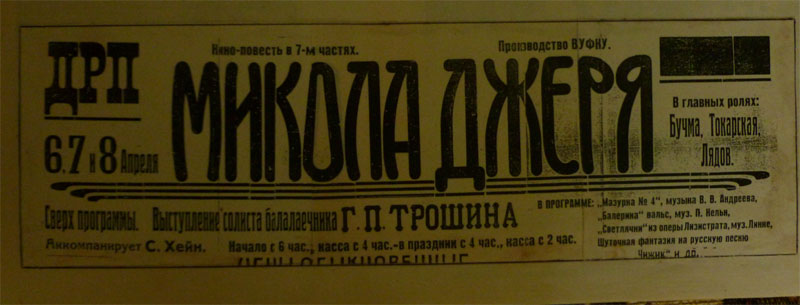 ДРП
6, 7 и 8 Апреля
Кино-повесть в 7-м частях.
Производство ВУФКУ.
МИКОЛА ДЖЕРЯ
В главных ролях:
Бучма, Токарская,
Лядов.
Сверх программы. Выступление солиста балалаечника Г. П. ТРОШИНА
Аккомпанирует С. Хейн.
Начало с 6 час., касса с 4 час.-в праздни с 4 час., касса с 2 час.
В ПРОГРАММЕ: „Мазурка № 4“, музыка В. В. Андреева,
„Балерина“ вальс, муз. П. Нельи,
„Светлячки“ из оперы Лизистрата, муз. Линке,
Шуточная фантазия на русскую песню
Чижик“ и др.